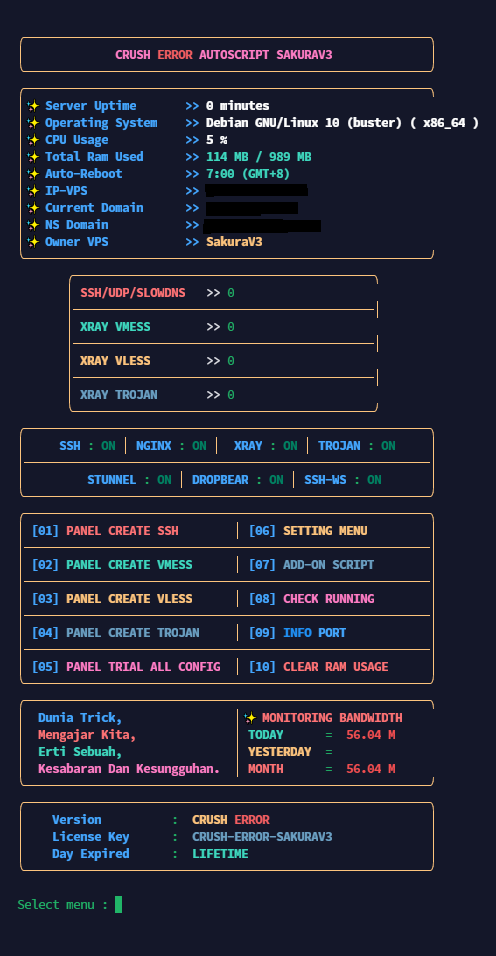 CRUSH ERROR AUTOSCRIPT SAKURAV3
✨ Server Uptime >> 0 minutes
✨ Operating System >> Debian GNU/Linux 10 (buster) ( x86_64 )
✨ CPU Usage >> 5 %
✨ Total Ram Used >> 114 MB / 989 MB
✨ Auto-Reboot >> 7:00 (GMT+8)
✨ IP-VPS >>
✨ Current Domain >>
✨ NS Domain >>
✨ Owner VPS >> SakuraV3
SSH/UDP/SLOWDNS >> 0
XRAY VMESS >> 0
XRAY VLESS >> 0
XRAY TROJAN >> 0
SSH : ON | NGINX : ON | XRAY : ON | TROJAN : ON
STUNNEL : ON | DROPBEAR : ON | SSH-WS : ON
[01] PANEL CREATE SSH | [06] SETTING MENU
[02] PANEL CREATE VMESS | [07] ADD-ON SCRIPT
[03] PANEL CREATE VLESS | [08] CHECK RUNNING
[04] PANEL CREATE TROJAN | [09] INFO PORT
[05] PANEL TRIAL ALL CONFIG | [10] CLEAR RAM USAGE
Dunia Trick,
Mengajar Kita,
Erti Sebuah,
Kesabaran Dan Kesungguhan.
✨ MONITORING BANDWIDTH
TODAY = 56.04 M
YESTERDAY =
MONTH = 56.04 M
Version : CRUSH ERROR
License Key : CRUSH-ERROR-SAKURAV3
Day Expired : LIFETIME
Select menu :